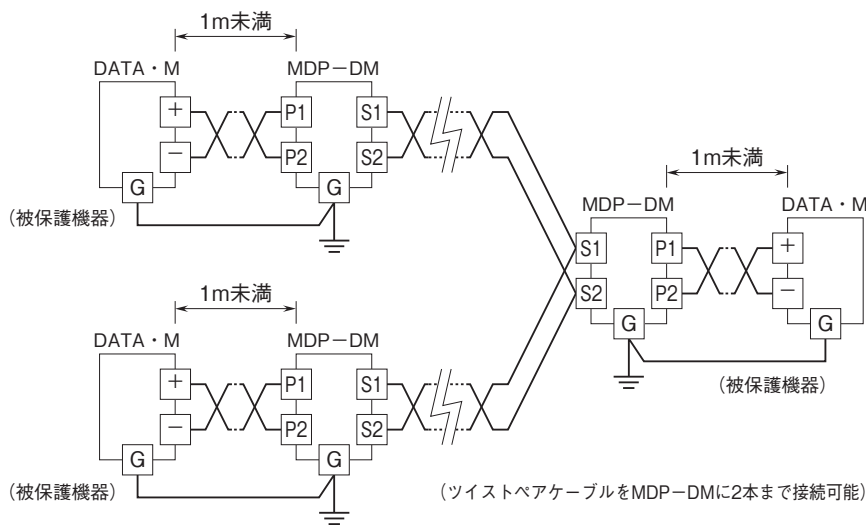 1m未満
DATA・M
MDP−DM
+
P1
S1
−
P2
S2
G
G
(被保護機器)
1m未満
MDP−DM
DATA・M
S1
P1
+
S2
P2
−
G
G
(被保護機器)
1m未満
DATA・M
MDP−DM
+
P1
S1
−
P2
S2
G
G
(被保護機器)
(ツイストペアケーブルをMDP−DMに2本まで接続可能)